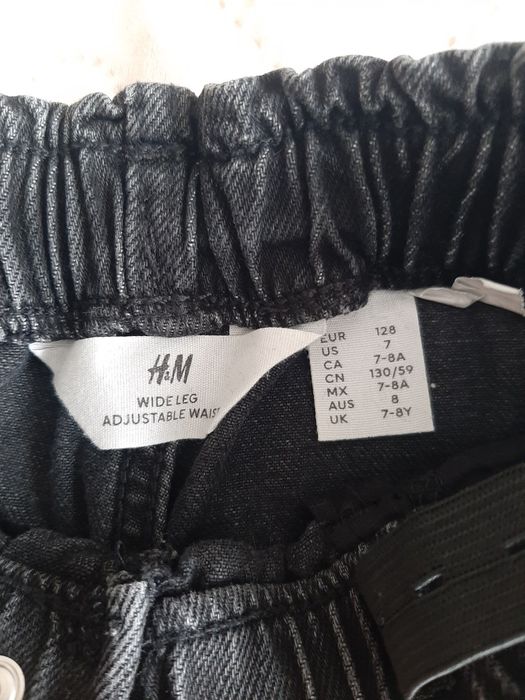 H&M
WIDE LEG
ADJUSTABLE
EUR 128
US 7
CA 7-8A
CN 130/59
MX 7-8A
AUS 8
UK 7-8Y